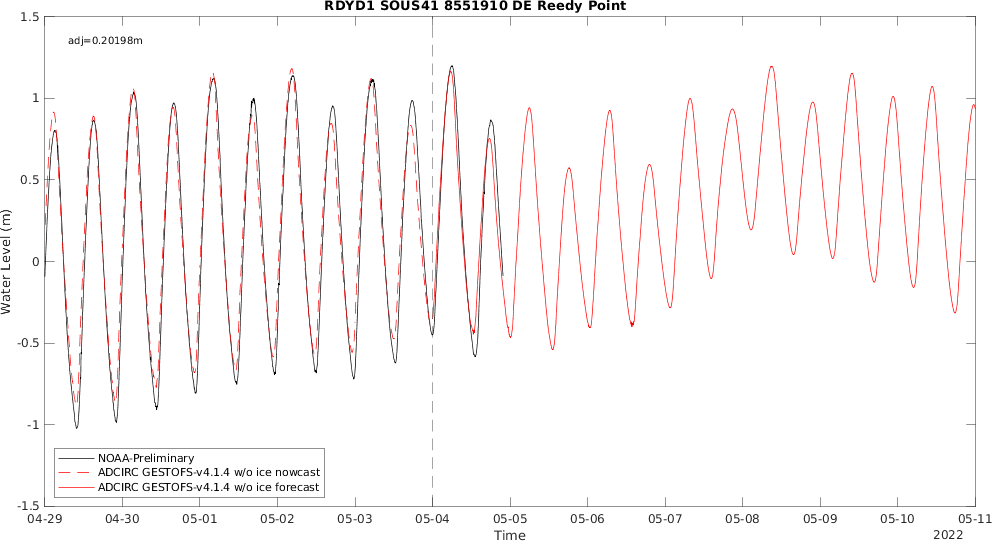 RDYD1 SOUS41 8551910 DE Reedy Point
adj=0.20198m
1.5
1
0.5
0
-0.5
-1
-1.5
Water Level (m)
NOAA-Preliminary
ADCIRC GESTOFS-v4.1.4 w/o ice nowcast
ADCIRC GESTOFS-v4.1.4 w/o ice forecast
04-29 04-30 05-01 05-02 05-03 05-04 05-05 05-06 05-07 05-08 05-09 05-10 05-11
Time
2022